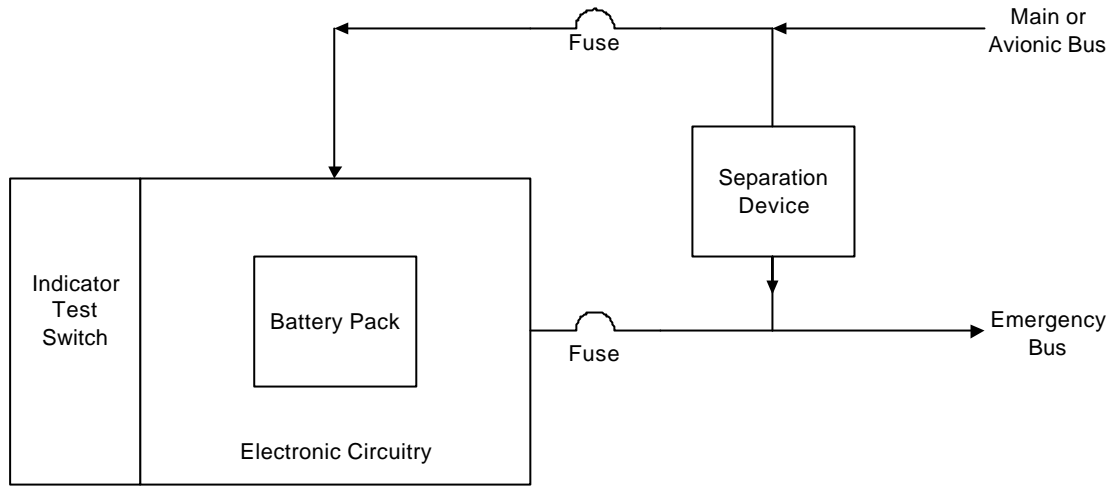 Main or
Avionic Bus
Fuse
Separation
Device
Indicator
Test
Switch
Battery Pack
Electronic Circuitry
Fuse
Emergency
Bus